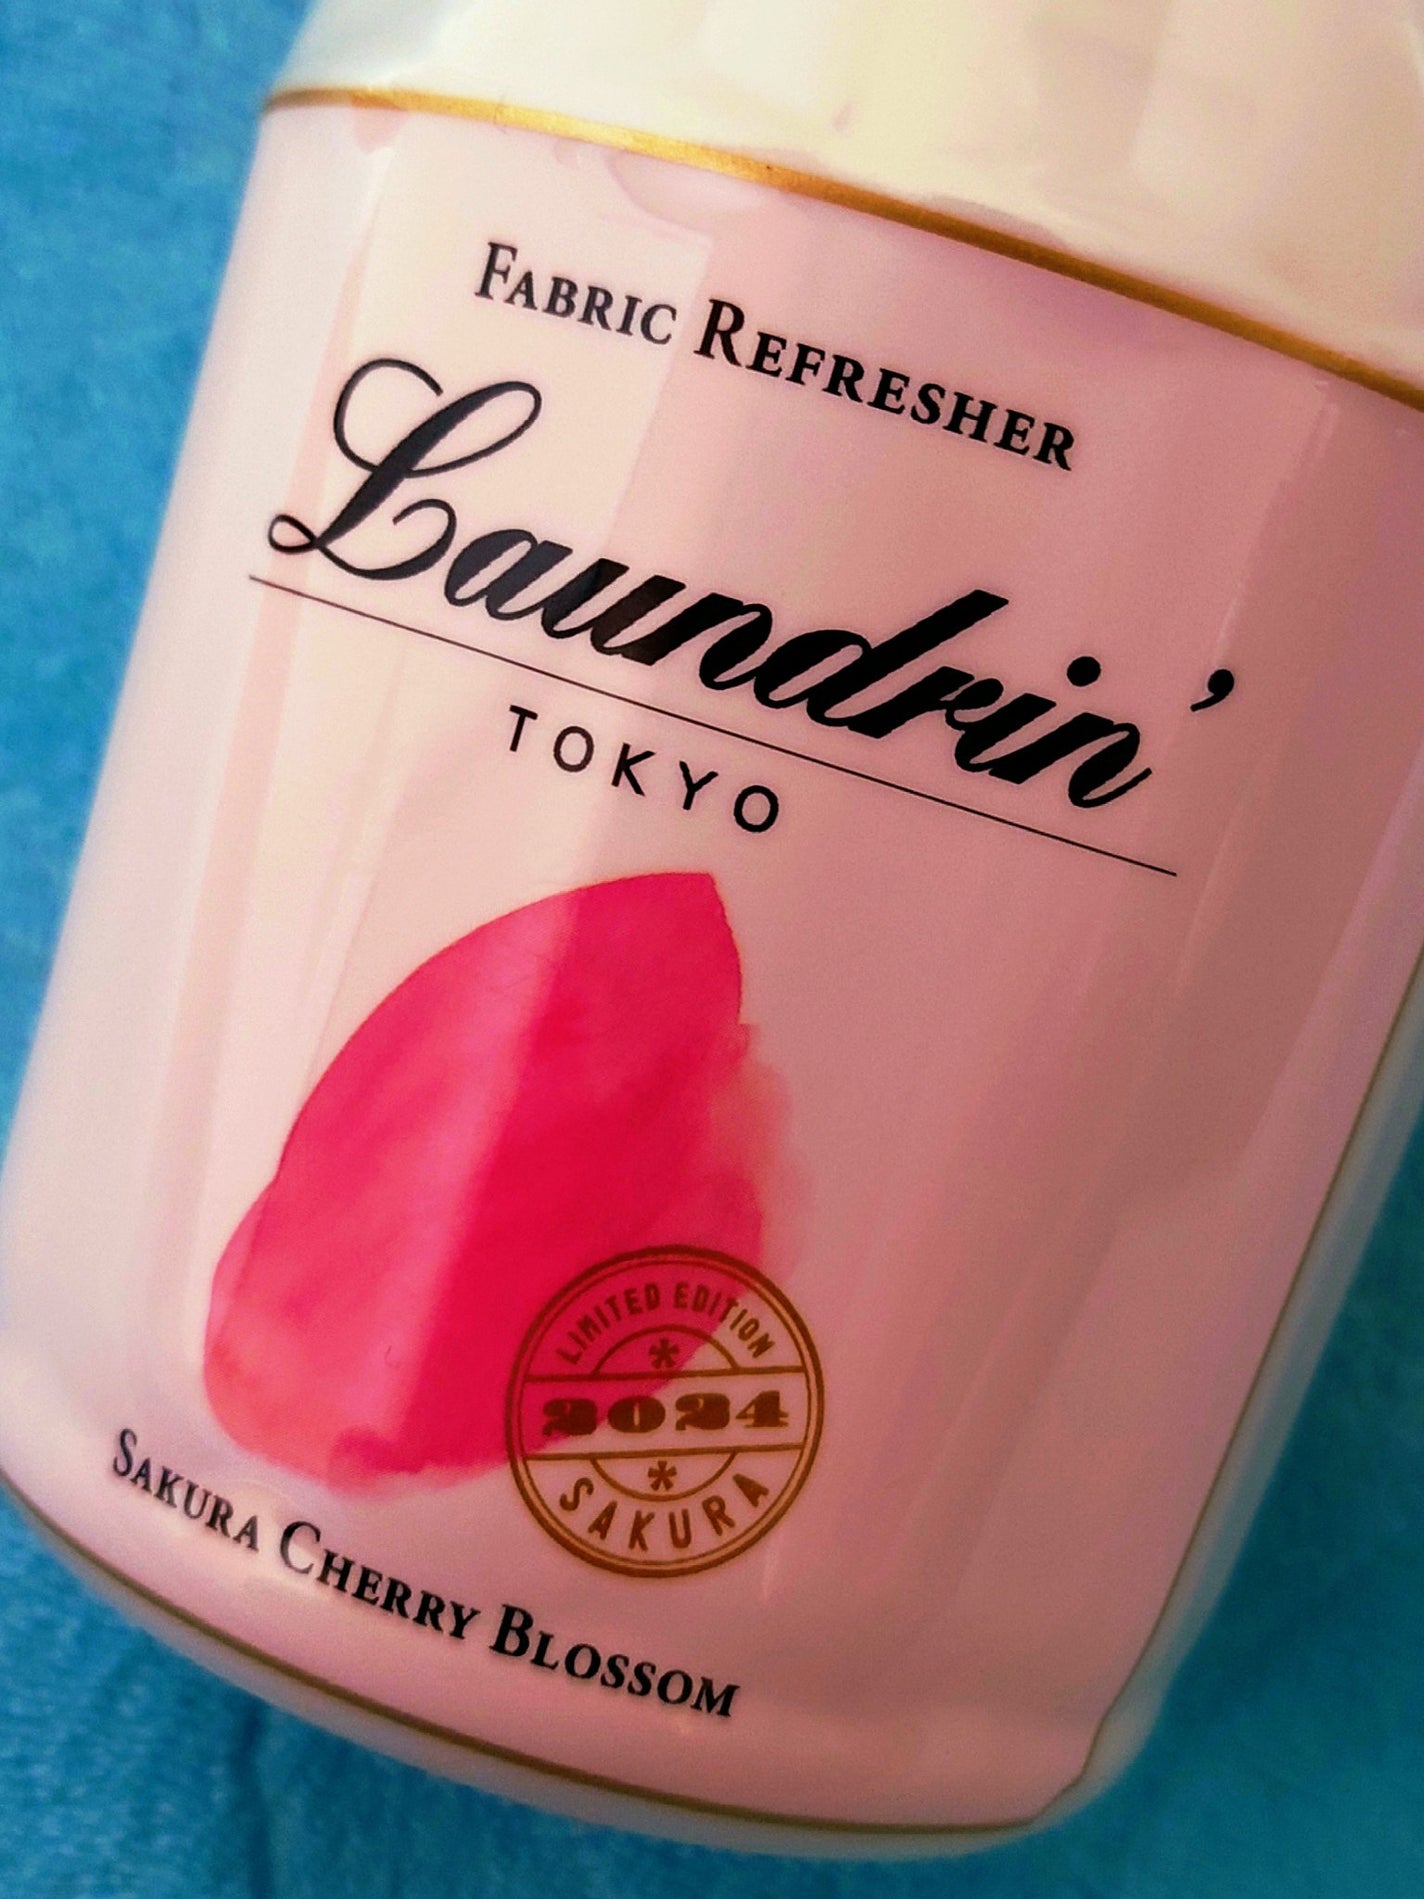 FABRIC REFRESHER
Laundrin’
TOKYO
LIMITED EDITION
2024
SAKURA
SAKURA CHERRY BLOSSOM